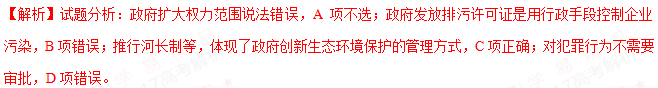 【解析】试题分析：政府扩大权力范围说法错误，A 项不选；政府发放排污许可证是用行政手段控制企业
污染，B项错误；推行河长制等，体现了政府创新生态环境保护的管理方式，C项正确；对犯罪行为不需要
审批，D 项错误。